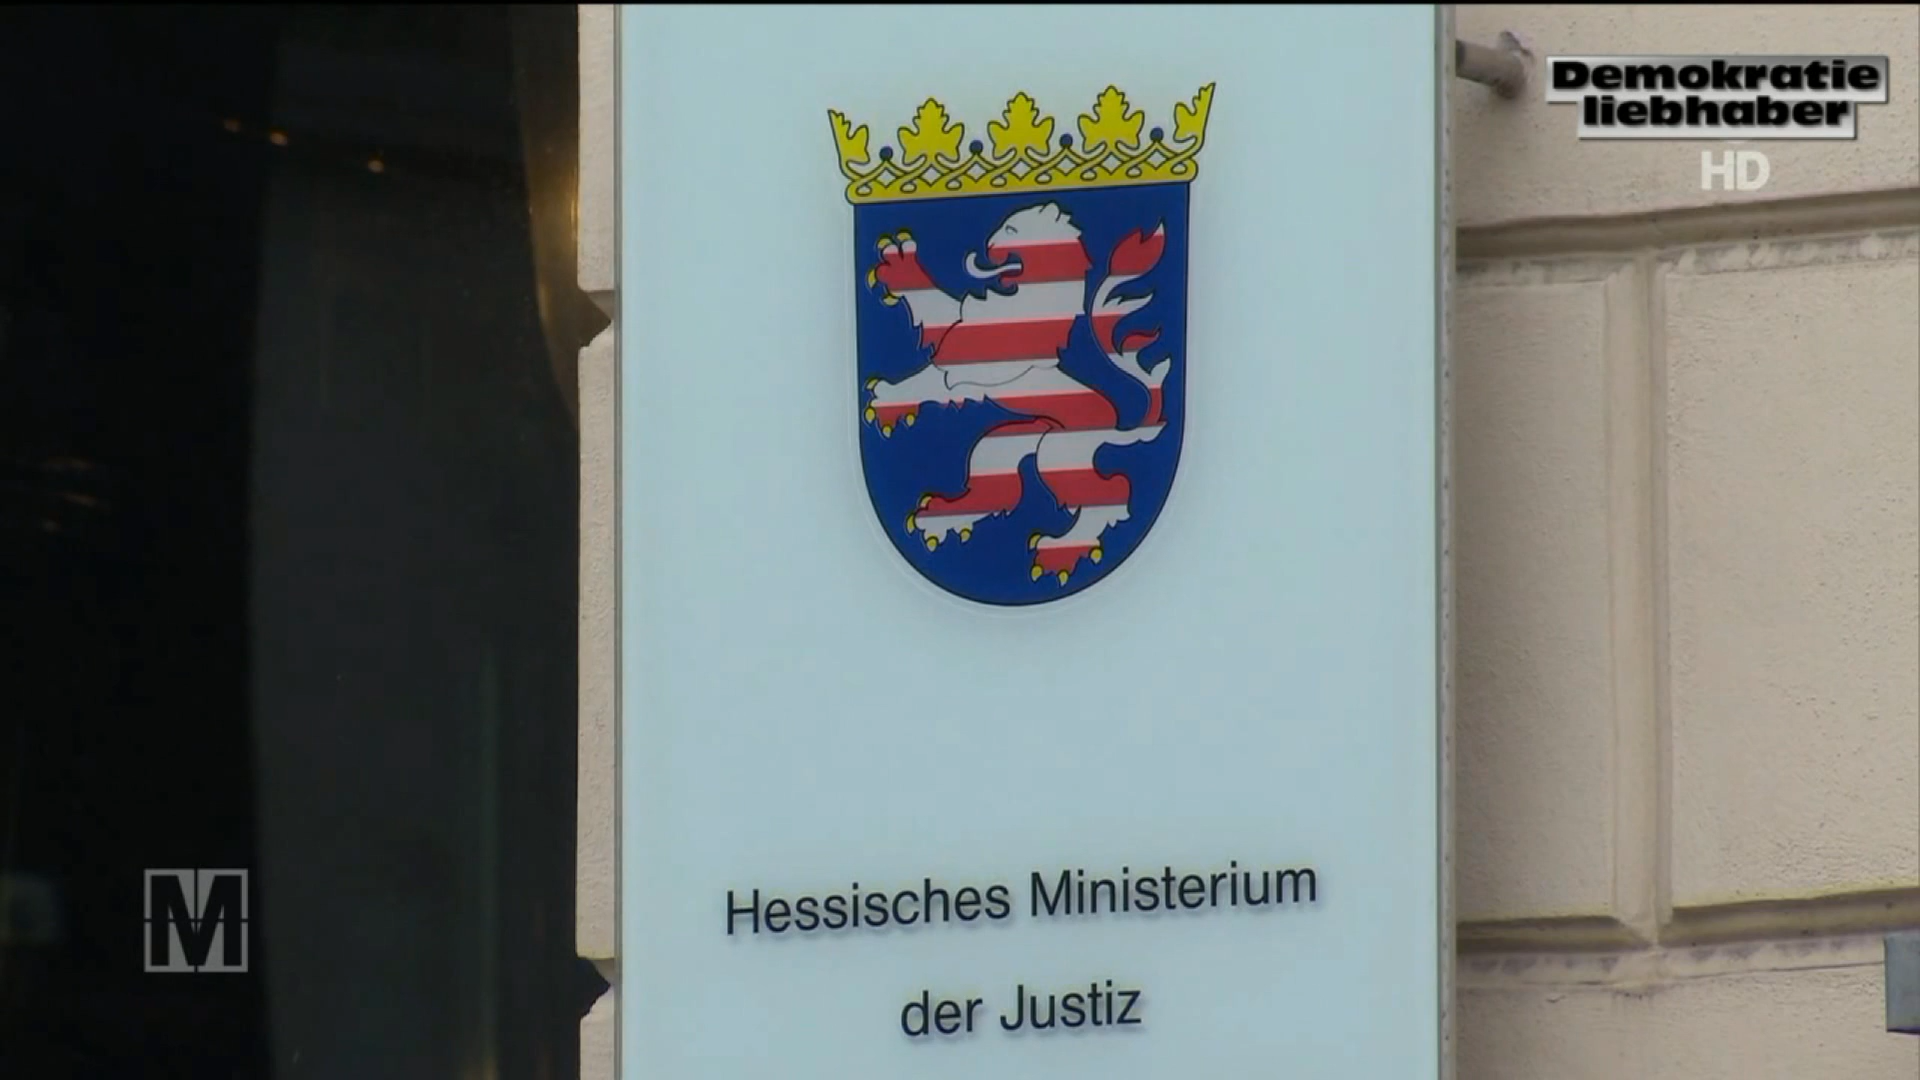 Demokratie
liebhaber
HD
Hessisches Ministerium
der Justiz
M